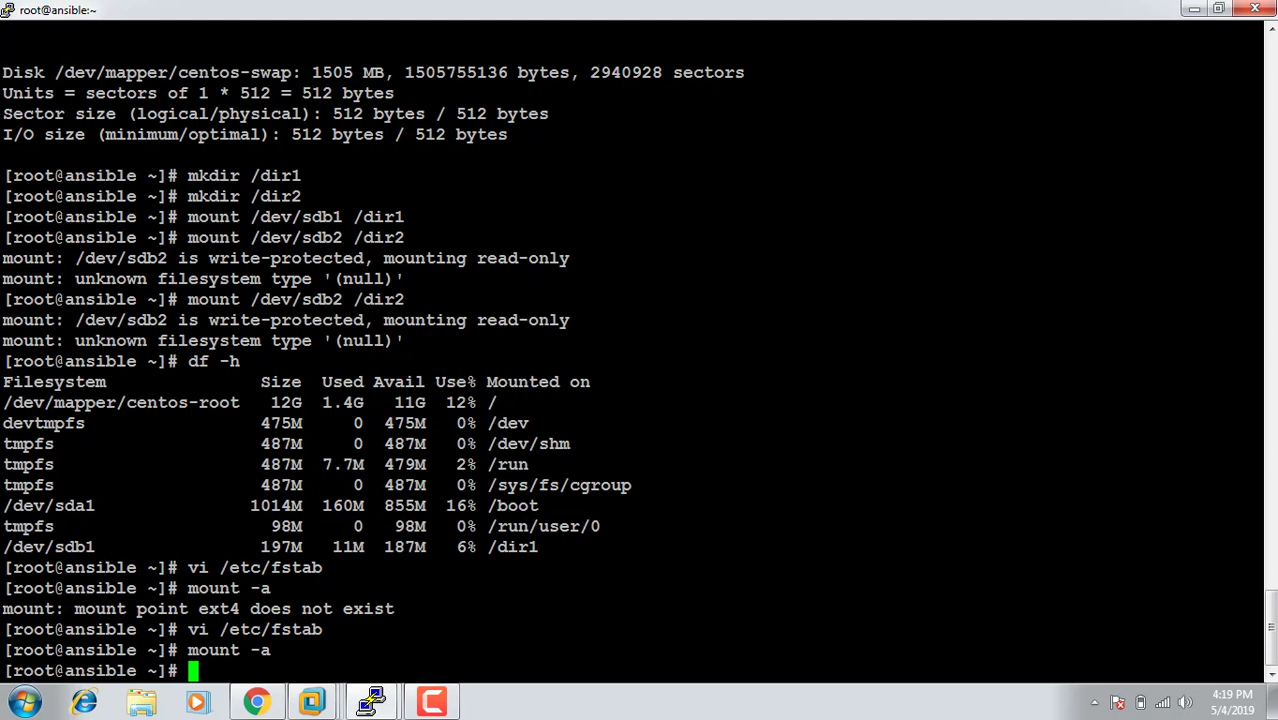 root@ansible:~
Disk /dev/mapper/centos-swap: 1505 MB, 1505755136 bytes, 2940928 sectors
Units = sectors of 1 * 512 = 512 bytes
Sector size (logical/physical): 512 bytes / 512 bytes
I/O size (minimum/optimal): 512 bytes / 512 bytes
[root@ansible ~]# mkdir /dir1
[root@ansible ~]# mkdir /dir2
[root@ansible ~]# mount /dev/sdb1 /dir1
[root@ansible ~]# mount /dev/sdb2 /dir2
mount: /dev/sdb2 is write-protected, mounting read-only
mount: unknown filesystem type '(null)'
[root@ansible ~]# mount /dev/sdb2 /dir2
mount: /dev/sdb2 is write-protected, mounting read-only
mount: unknown filesystem type '(null)'
[root@ansible ~]# df -h
Filesystem Size Used Avail Use% Mounted on
/dev/mapper/centos-root 12G 1.4G 11G 12% /
devtmpfs 475M 0 475M 0% /dev
tmpfs 487M 0 487M 0% /dev/shm
tmpfs 487M 7.7M 479M 2% /run
tmpfs 487M 0 487M 0% /sys/fs/cgroup
/dev/sda1 1014M 160M 855M 16% /boot
tmpfs 98M 0 98M 0% /run/user/0
/dev/sdb1 197M 11M 187M 6% /dir1
[root@ansible ~]# vi /etc/fstab
[root@ansible ~]# mount -a
mount: mount point ext4 does not exist
[root@ansible ~]# vi /etc/fstab
[root@ansible ~]# mount -a
[root@ansible ~]#
4:19 PM
5/4/2019